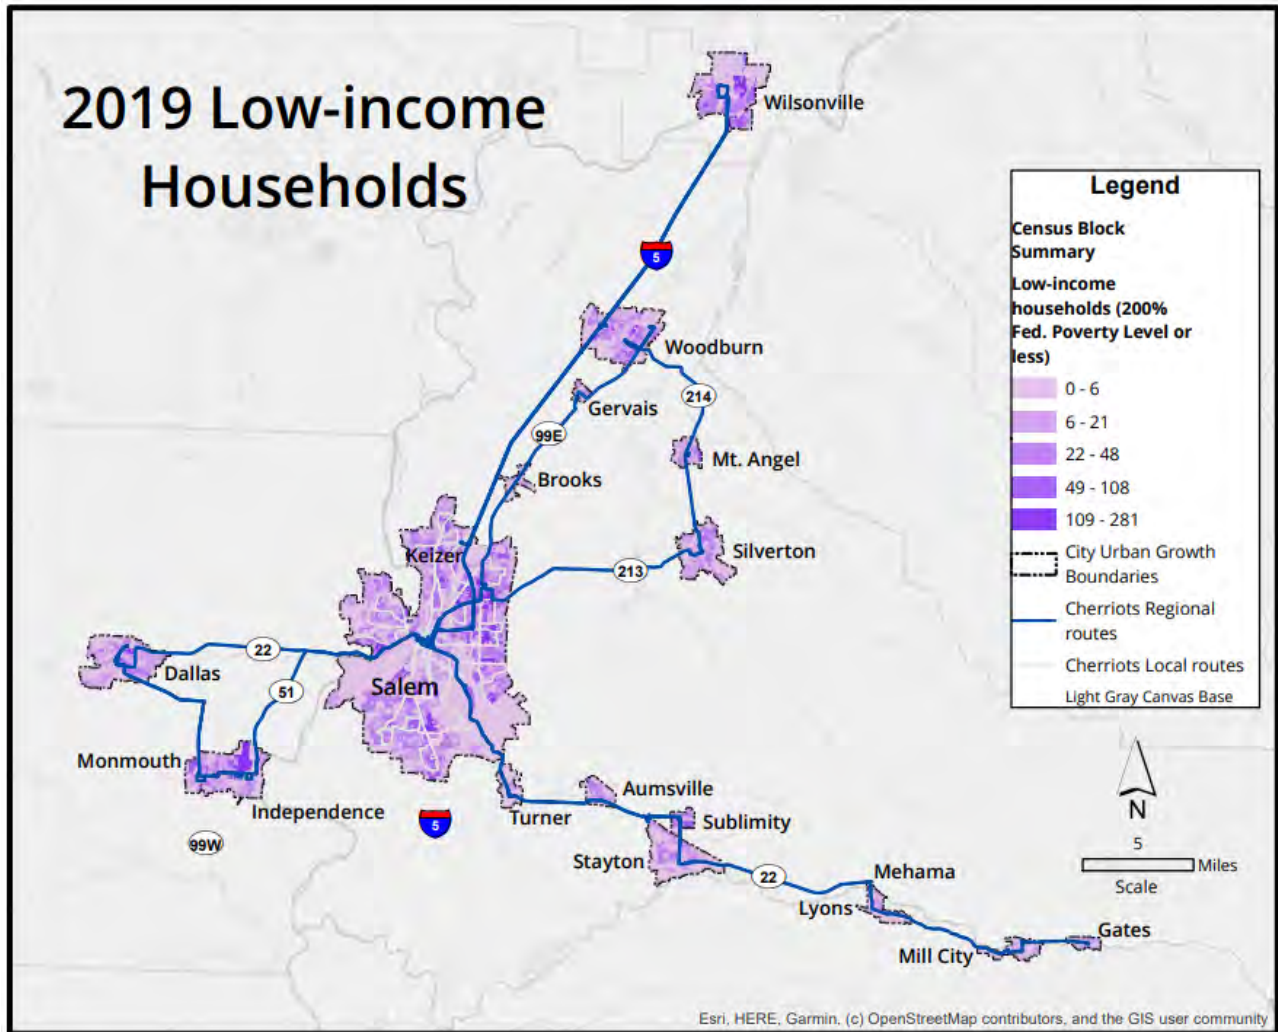 2019 Low-income
Households
Wilsonville
5
Woodburn
214
Gervais
99E
Mt. Angel
Brooks
Silverton
Keizer
213
22
Dallas
51
Salem
Monmouth
Independence
5
99W
Turner
Aumsville
Sublimity
Stayton
22
Mehama
Lyons
Mill City
Gates
Legend
Census Block
Summary
Low-income
households (200%
Fed. Poverty Level or
less)
0 - 6
6 - 21
22 - 48
49 - 108
109 - 281
City Urban Growth
Boundaries
Cherriots Regional
routes
Cherriots Local routes
Light Gray Canvas Base
N
5
Miles
Scale
Esri, HERE, Garmin, (c) OpenStreetMap contributors, and the GIS user community